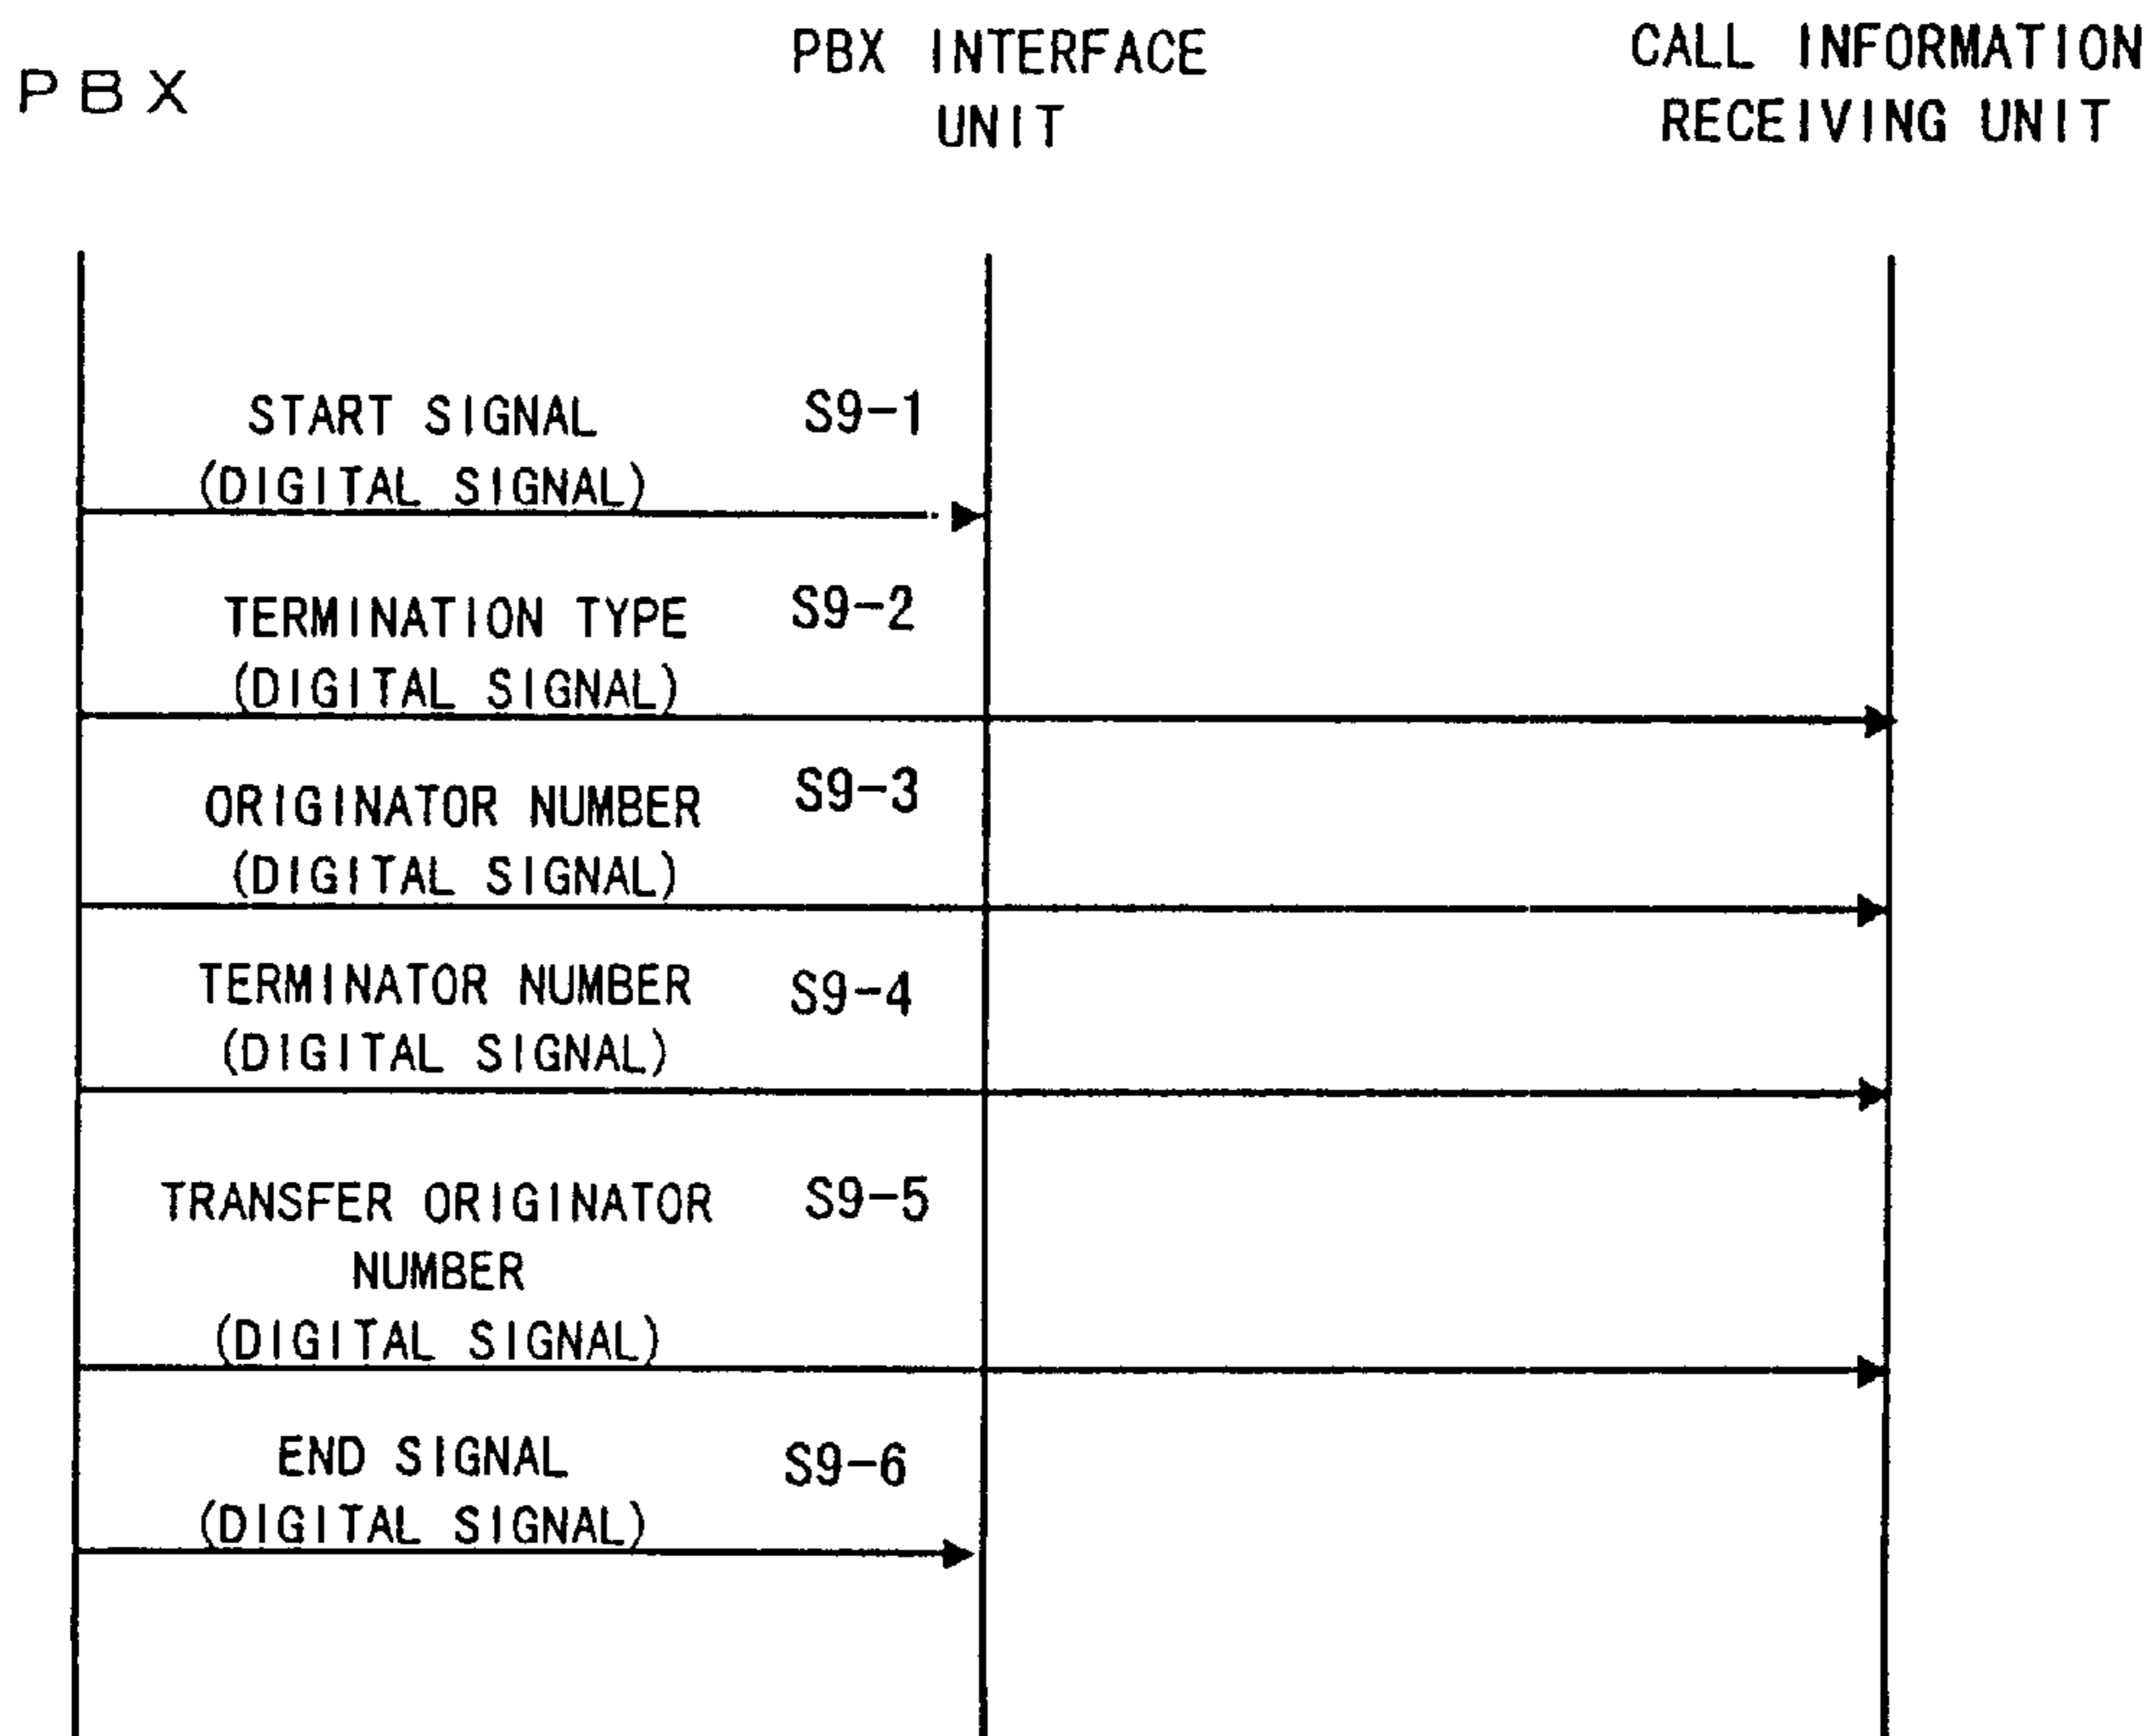 PBX
PBX INTERFACE
UNIT
CALL INFORMATION
RECEIVING UNIT
START SIGNAL
(DIGITAL SIGNAL)
S9-1
TERMINATION TYPE
(DIGITAL SIGNAL)
S9-2
ORIGINATOR NUMBER
(DIGITAL SIGNAL)
S9-3
TERMINATOR NUMBER
(DIGITAL SIGNAL)
S9-4
TRANSFER ORIGINATOR
NUMBER
(DIGITAL SIGNAL)
S9-5
END SIGNAL
(DIGITAL SIGNAL)
S9-6